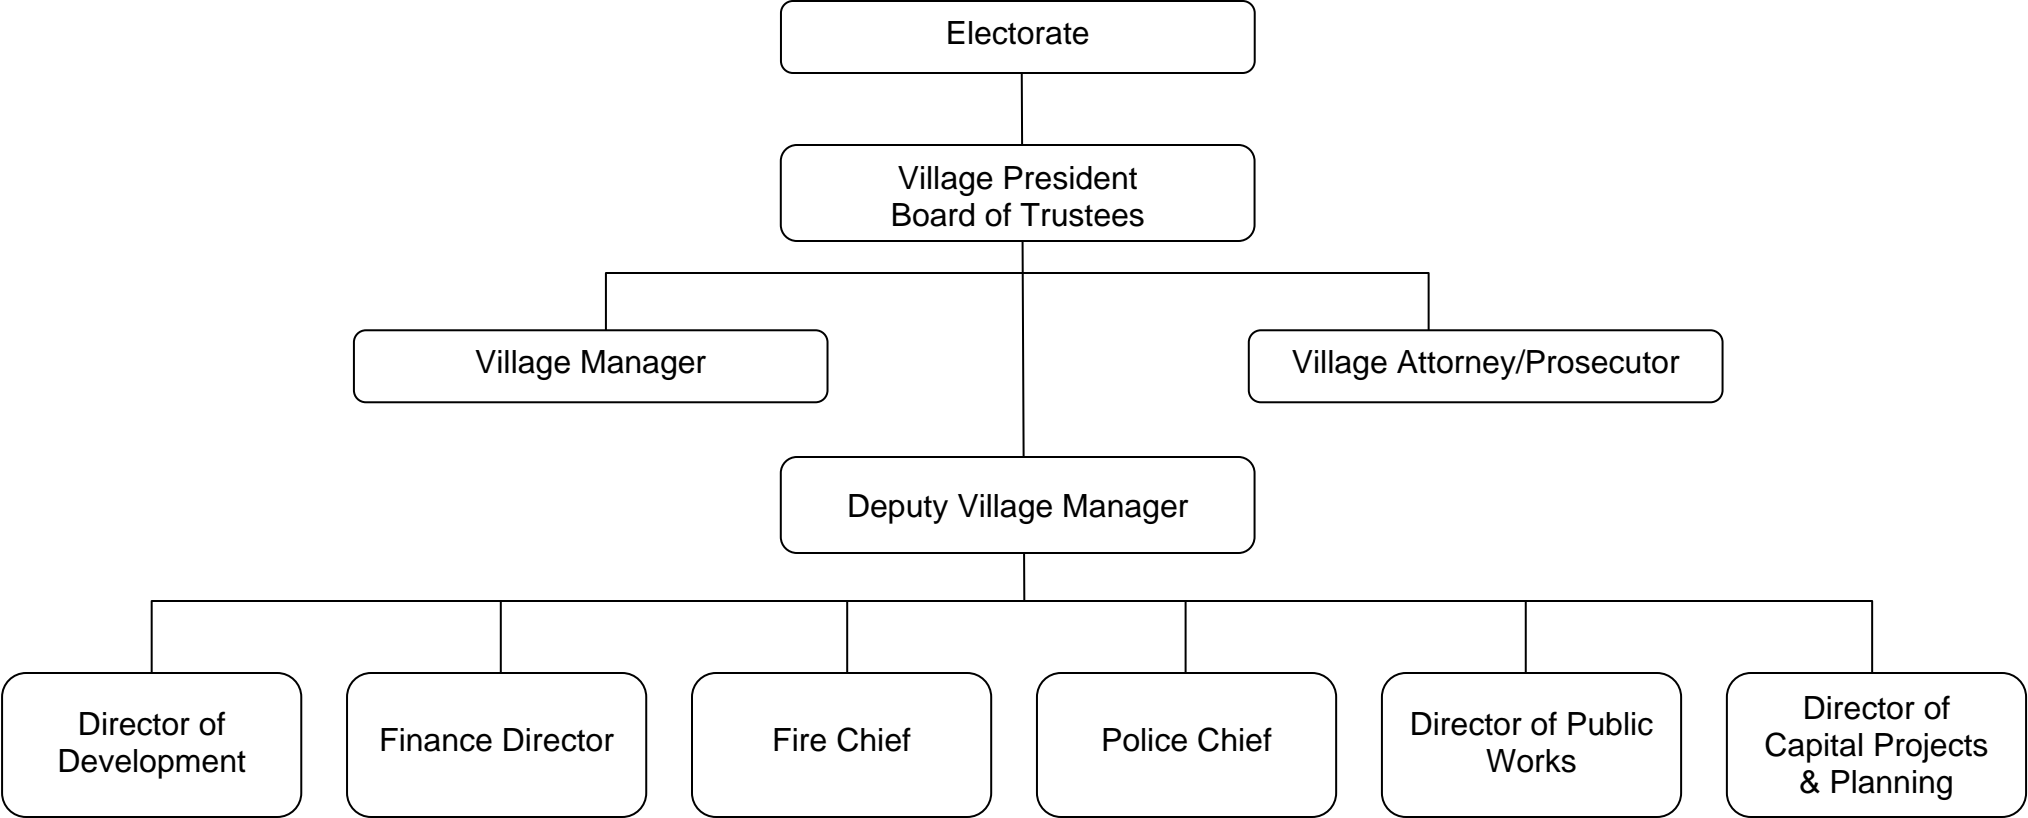 Electorate
Village President
Board of Trustees
Village Manager
Village Attorney/Prosecutor
Deputy Village Manager
Director of
Development
Finance Director
Fire Chief
Police Chief
Director of Public
Works
Director of
Capital Projects
& Planning